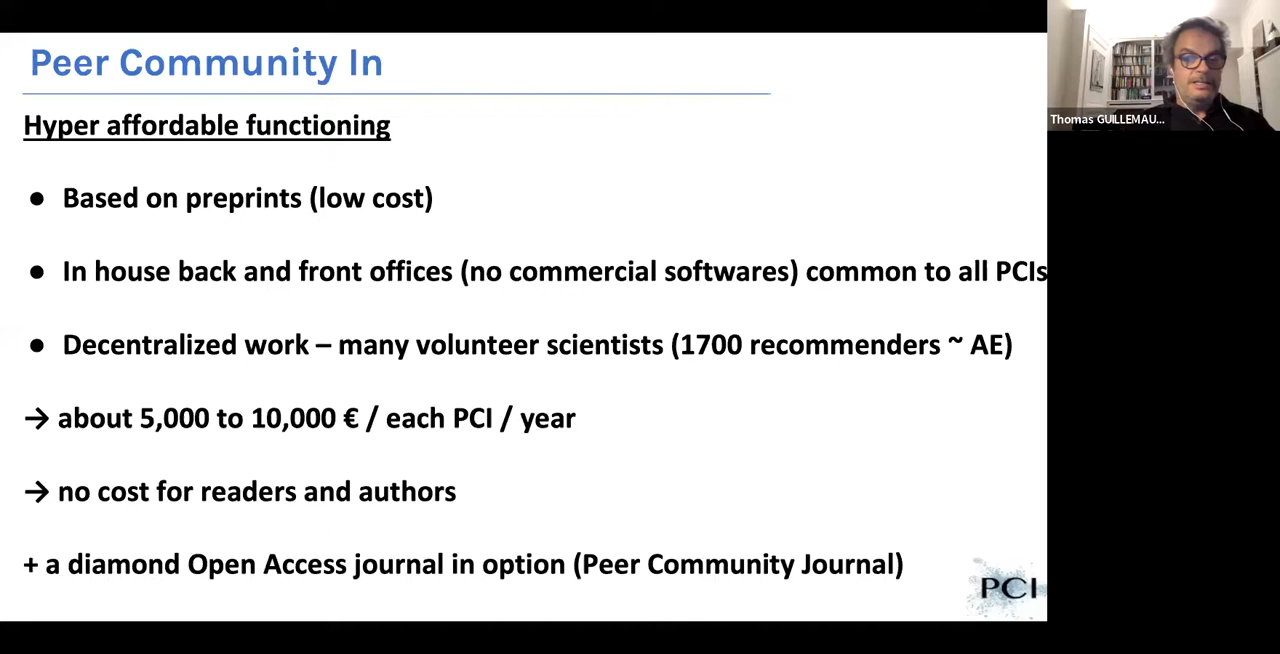 Peer Community In
Hyper affordable functioning
● Based on preprints (low cost)
● In house back and front offices (no commercial softwares) common to all PCIs
● Decentralized work – many volunteer scientists (1700 recommenders ~ AE)
→ about 5,000 to 10,000 € / each PCI / year
→ no cost for readers and authors
+ a diamond Open Access journal in option (Peer Community Journal)
PCI
Thomas GUILLEMAU...